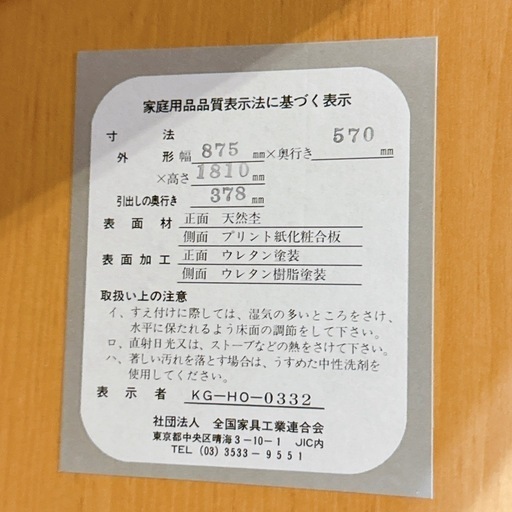 家庭用品品質表示法に基づく表示
寸法
外形 幅 875 mm×奥行き 570 mm
×高さ 1810 mm
引出しの奥行き 378 mm
表面材 正面 天然杢
側面 プリント紙化粧合板
表面加工 正面 ウレタン塗装
側面 ウレタン樹脂塗装
取扱い上の注意
イ、すえ付けに際しては、湿気の多いところをさけ、
水平に保たれるよう床面の調節をして下さい。
ロ、直射日光又は、ストーブなどの熱をさけて下さい。
ハ、著しい汚れを落とす場合は、うすめた中性洗剤を
使用してください。
表示者 KG-HO-0332
社団法人 全国家具工業連合会
東京都中央区晴海3-10-1 JIC内
TEL (03) 3533-9551